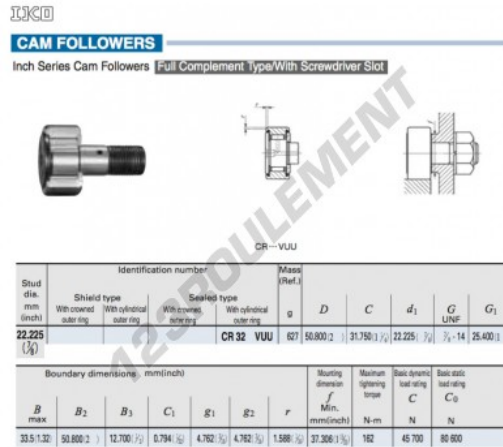 IKO
CAM FOLLOWERS
Inch Series Cam Followers Full Complement Type/With Screwdriver Slot
123ROULEMENT
r
r
f
CR…VUU
Stud dia. mm (inch)
Identification number
Mass (Ref.) g
Shield type
Sealed type
With crowned outer ring
With cylindrical outer ring
With crowned outer ring
With cylindrical outer ring
D
C
d1
G UNF
G1
22.225 (7/8)
CR 32 VUU
627
50.800(2 )
31.750(1 1/4)
22.225( 7/8)
7/8 - 14
25.400(1
Boundary dimensions mm(inch)
Mounting dimension f Min. mm(inch)
Maximum tightening torque N-m
Basic dynamic load rating C N
Basic static load rating C0 N
B max
B2
B3
C1
g1
g2
r
33.5(1.32)
50.800(2 )
12.700(1/2)
0.794(1/32)
4.762(3/16)
4.762(3/16)
1.588(1/16)
37.306
162
45 700
80 600